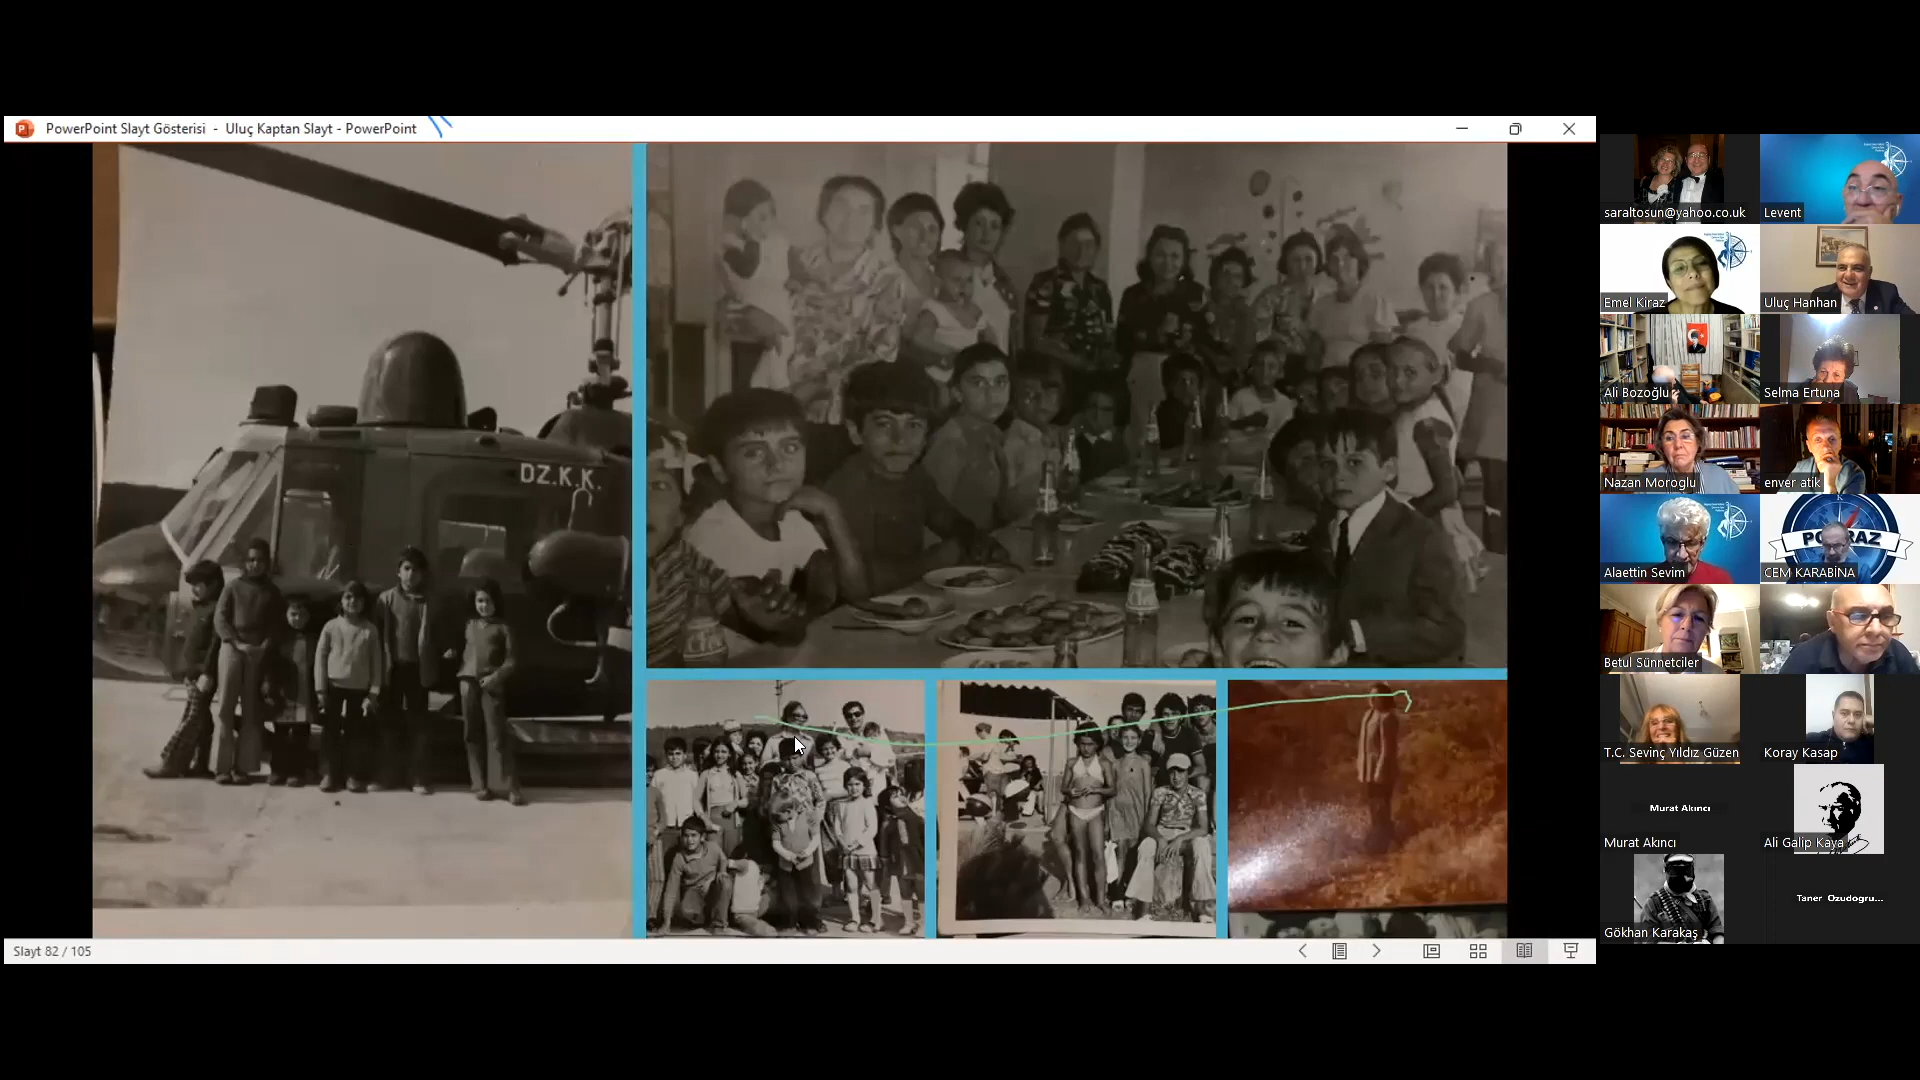 PowerPoint Slayt Gösterisi - Uluç Kaptan Slayt - PowerPoint
DZ.K.K.
Slayt 82 / 105
saraltosun@yahoo.co.uk
Levent
Emel Kiraz
Uluç Hanhan
Ali Bozoğlu
Selma Ertuna
Nazan Moroglu
enver atik
Alaettin Sevim
CEM KARABİNA
Betul Sünnetciler
T.C. Sevinç Yıldız Güzen
Koray Kasap
Murat Akıncı
Murat Akıncı
Ali Galip Kaya
Gökhan Karakaş
Taner Ozudogru...